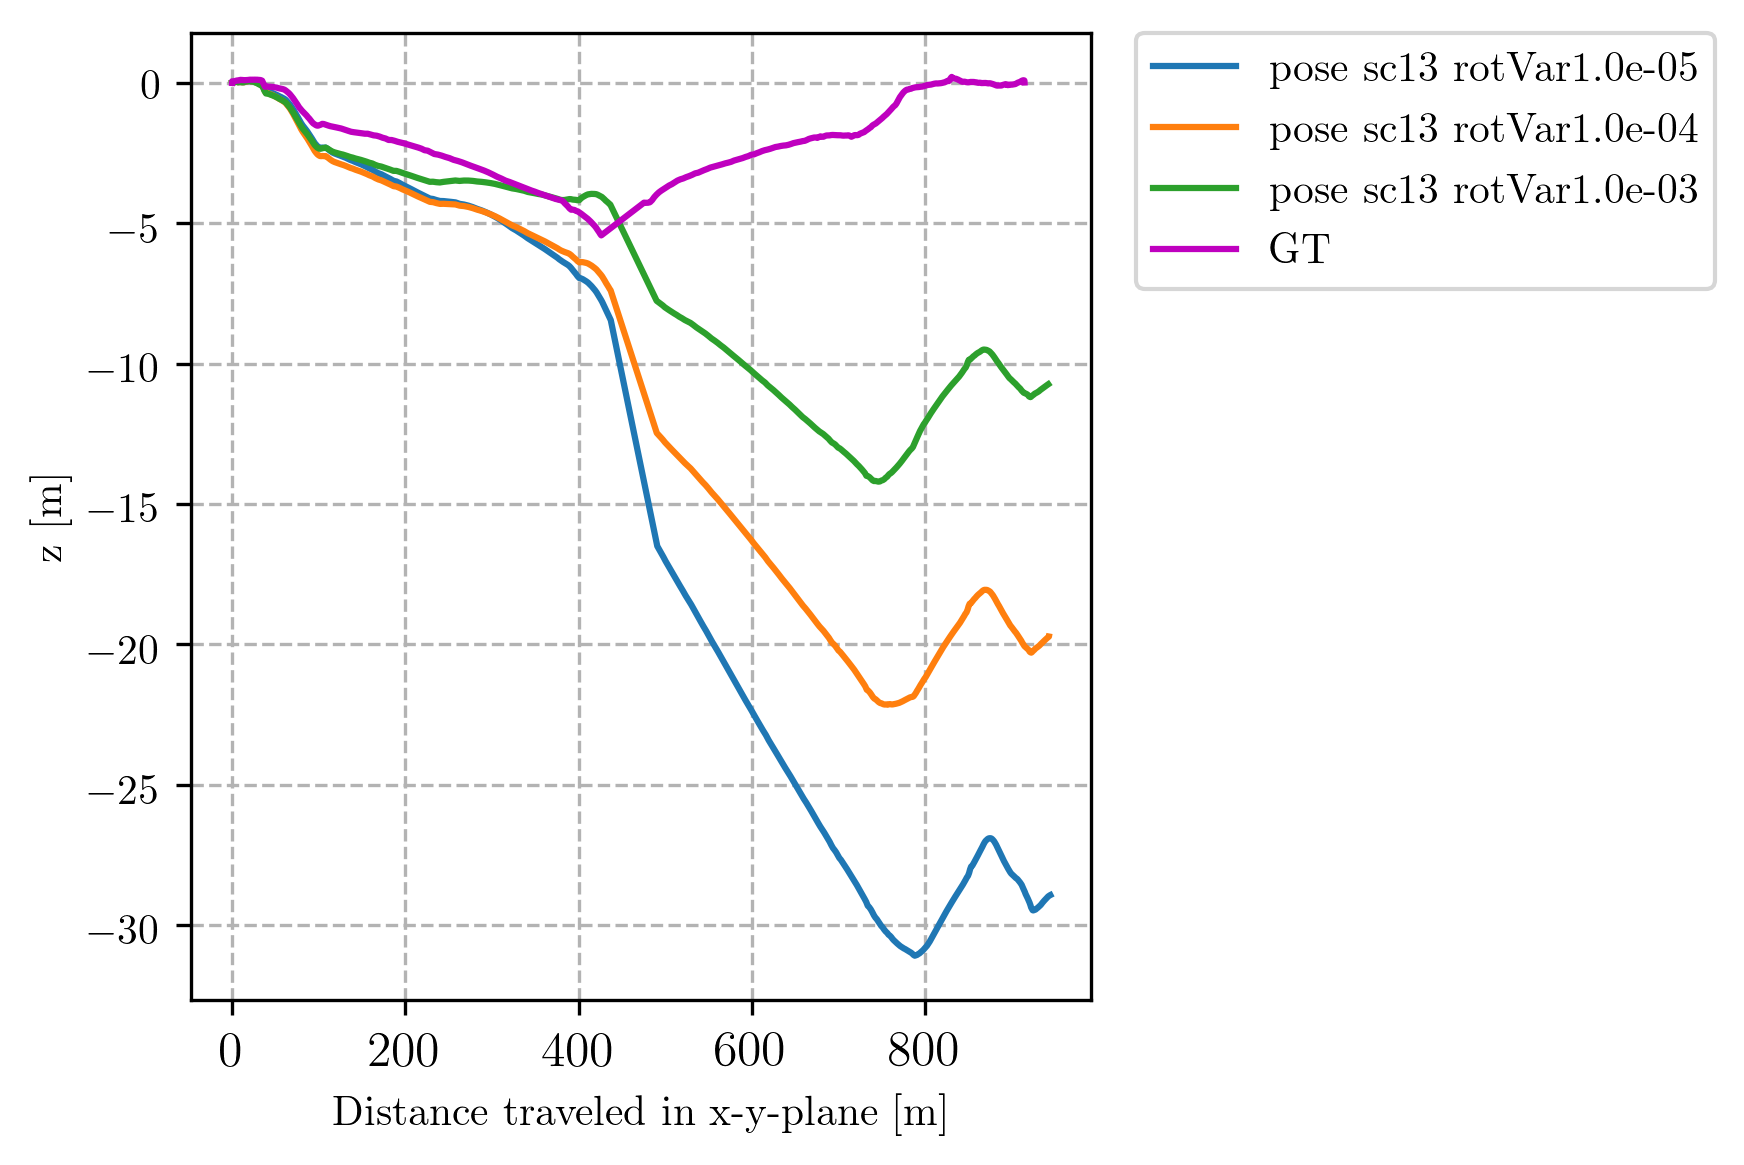 pose sc13 rotVar1.0e-05
pose sc13 rotVar1.0e-04
pose sc13 rotVar1.0e-03
GT
0
−5
−10
−15
−20
−25
−30
z [m]
0 200 400 600 800
Distance traveled in x-y-plane [m]